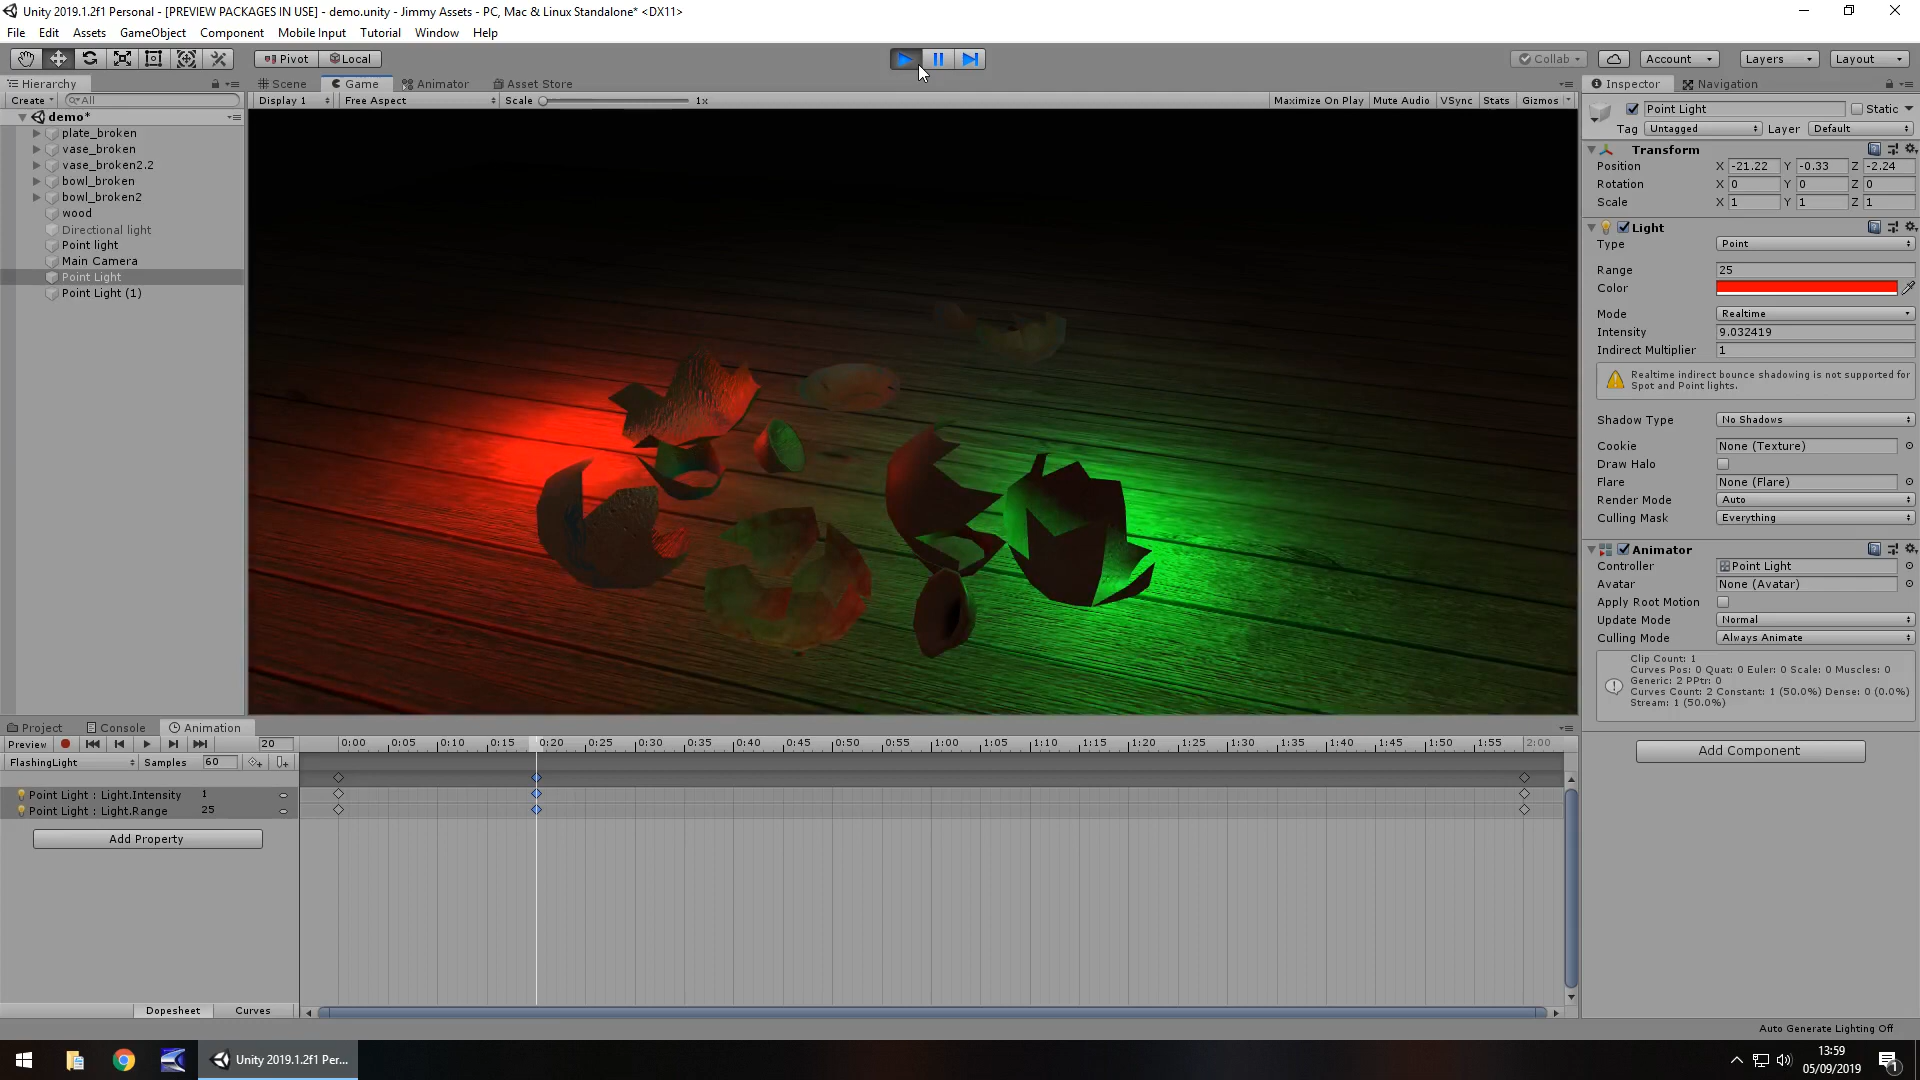 Unity 2019.1.2f1 Personal - [PREVIEW PACKAGES IN USE] - demo.unity - Jimmy Assets - PC, Mac & Linux Standalone* <DX11>
File Edit Assets GameObject Component Mobile Input Tutorial Window Help
Pivot Local Collab Account Layers Layout
Hierarchy Scene Game Animator Asset Store Inspector Navigation
Create All Display 1 Free Aspect Scale 1x Maximize On Play Mute Audio VSync Stats Gizmos
demo*
plate_broken
vase_broken
vase_broken2.2
bowl_broken
bowl_broken2
wood
Directional light
Point light
Main Camera
Point Light
Point Light (1)
Point Light Static
Tag Untagged Layer Default
Transform
Position X -21.22 Y -0.33 Z -2.24
Rotation X 0 Y 0 Z 0
Scale X 1 Y 1 Z 1
Light
Type Point
Range 25
Color
Mode Realtime
Intensity 9.032419
Indirect Multiplier 1
Realtime indirect bounce shadowing is not supported for
Spot and Point lights.
Shadow Type No Shadows
Cookie None (Texture)
Draw Halo
Flare None (Flare)
Render Mode Auto
Culling Mask Everything
Animator
Controller Point Light
Avatar None (Avatar)
Apply Root Motion
Update Mode Normal
Culling Mode Always Animate
Clip Count: 1
Curves Pos: 0 Quat: 0 Euler: 0 Scale: 0 Muscles: 0
Generic: 2 PPtr: 0
Curves Count: 2 Constant: 1 (50.0%) Dense: 0 (0.0%)
Stream: 1 (50.0%)
Add Component
Project Console Animation
Preview 20 0:00 0:05 0:10 0:15 0:20 0:25 0:30 0:35 0:40 0:45 0:50 0:55 1:00 1:05 1:10 1:15 1:20 1:25 1:30 1:35 1:40 1:45 1:50 1:55 2:00
FlashingLight Samples 60
Point Light : Light.Intensity 1
Point Light : Light.Range 25
Add Property
Dopesheet Curves
Auto Generate Lighting Off
Unity 2019.1.2f1 Per...
13:59
05/09/2019
1